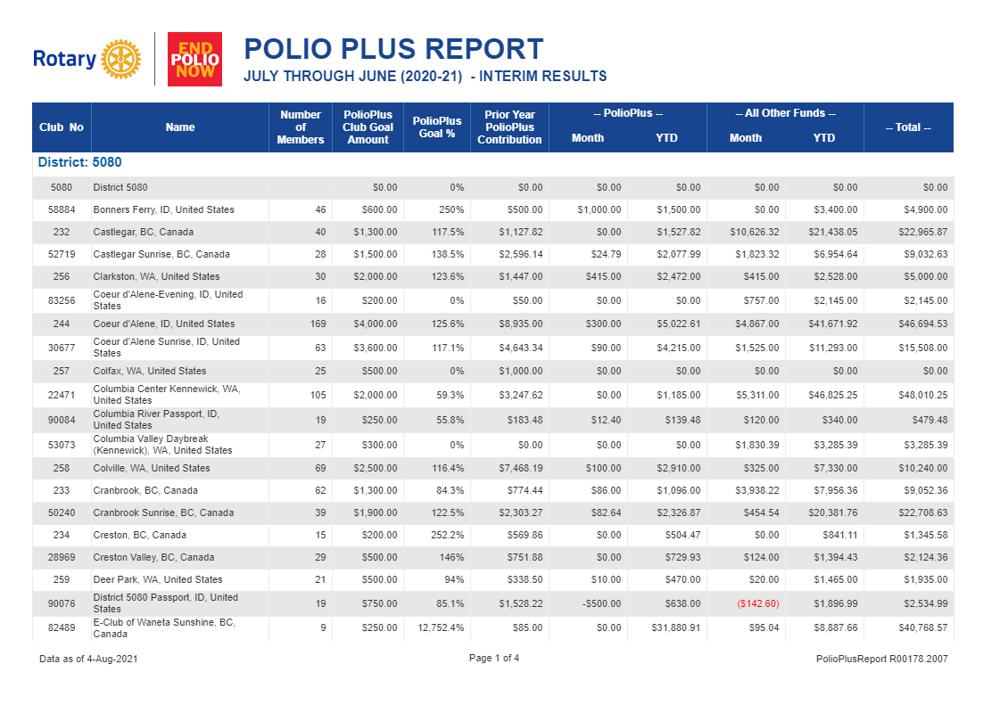 Rotary
END
POLIO
NOW
POLIO PLUS REPORT
JULY THROUGH JUNE (2020-21)  - INTERIM RESULTS
Club No Name Number of Members PolioPlus Club Goal Amount PolioPlus Goal % Prior Year PolioPlus Contribution -- PolioPlus -- Month YTD -- All Other Funds -- Month YTD -- Total --
District: 5080
5080 District 5080 $0.00 0% $0.00 $0.00 $0.00 $0.00 $0.00 $0.00
58884 Bonners Ferry, ID, United States 46 $600.00 250% $500.00 $1,000.00 $1,500.00 $0.00 $3,400.00 $4,900.00
232 Castlegar, BC, Canada 40 $1,300.00 117.5% $1,127.82 $0.00 $1,527.82 $10,626.32 $21,438.05 $22,965.87
52719 Castlegar Sunrise, BC, Canada 28 $1,500.00 138.5% $2,596.14 $24.79 $2,077.99 $1,823.32 $6,954.64 $9,032.63
256 Clarkston, WA, United States 30 $2,000.00 123.6% $1,447.00 $415.00 $2,472.00 $415.00 $2,528.00 $5,000.00
83256 Coeur d'Alene-Evening, ID, United States 16 $200.00 0% $50.00 $0.00 $0.00 $757.00 $2,145.00 $2,145.00
244 Coeur d'Alene, ID, United States 169 $4,000.00 125.6% $8,935.00 $300.00 $5,022.61 $4,867.00 $41,671.92 $46,694.53
30677 Coeur d'Alene Sunrise, ID, United States 63 $3,600.00 117.1% $4,643.34 $90.00 $4,215.00 $1,525.00 $11,293.00 $15,508.00
257 Colfax, WA, United States 25 $500.00 0% $1,000.00 $0.00 $0.00 $0.00 $0.00 $0.00
22471 Columbia Center Kennewick, WA, United States 105 $2,000.00 59.3% $3,247.62 $0.00 $1,185.00 $5,311.00 $46,825.25 $48,010.25
90084 Columbia River Passport, ID, United States 19 $250.00 55.8% $183.48 $12.40 $139.48 $120.00 $340.00 $479.48
53073 Columbia Valley Daybreak (Kennewick), WA, United States 27 $300.00 0% $0.00 $0.00 $0.00 $1,830.39 $3,285.39 $3,285.39
258 Colville, WA, United States 69 $2,500.00 116.4% $7,468.19 $100.00 $2,910.00 $325.00 $7,330.00 $10,240.00
233 Cranbrook, BC, Canada 62 $1,300.00 84.3% $774.44 $86.00 $1,096.00 $3,938.22 $7,956.36 $9,052.36
50240 Cranbrook Sunrise, BC, Canada 39 $1,900.00 122.5% $2,303.27 $82.64 $2,326.87 $454.54 $20,381.76 $22,708.63
234 Creston, BC, Canada 15 $200.00 252.2% $569.86 $0.00 $504.47 $0.00 $841.11 $1,345.58
28969 Creston Valley, BC, Canada 29 $500.00 146% $751.88 $0.00 $729.93 $124.00 $1,394.43 $2,124.36
259 Deer Park, WA, United States 21 $500.00 94% $338.50 $10.00 $470.00 $20.00 $1,465.00 $1,935.00
90076 District 5080 Passport, ID, United States 19 $750.00 85.1% $1,528.22 -$500.00 $638.00 ($142.60) $1,896.99 $2,534.99
82489 E-Club of Waneta Sunshine, BC, Canada 9 $250.00 12,752.4% $85.00 $0.00 $31,880.91 $95.04 $8,887.66 $40,768.57
Data as of 4-Aug-2021 Page 1 of 4 PolioPlusReport R00178.2007